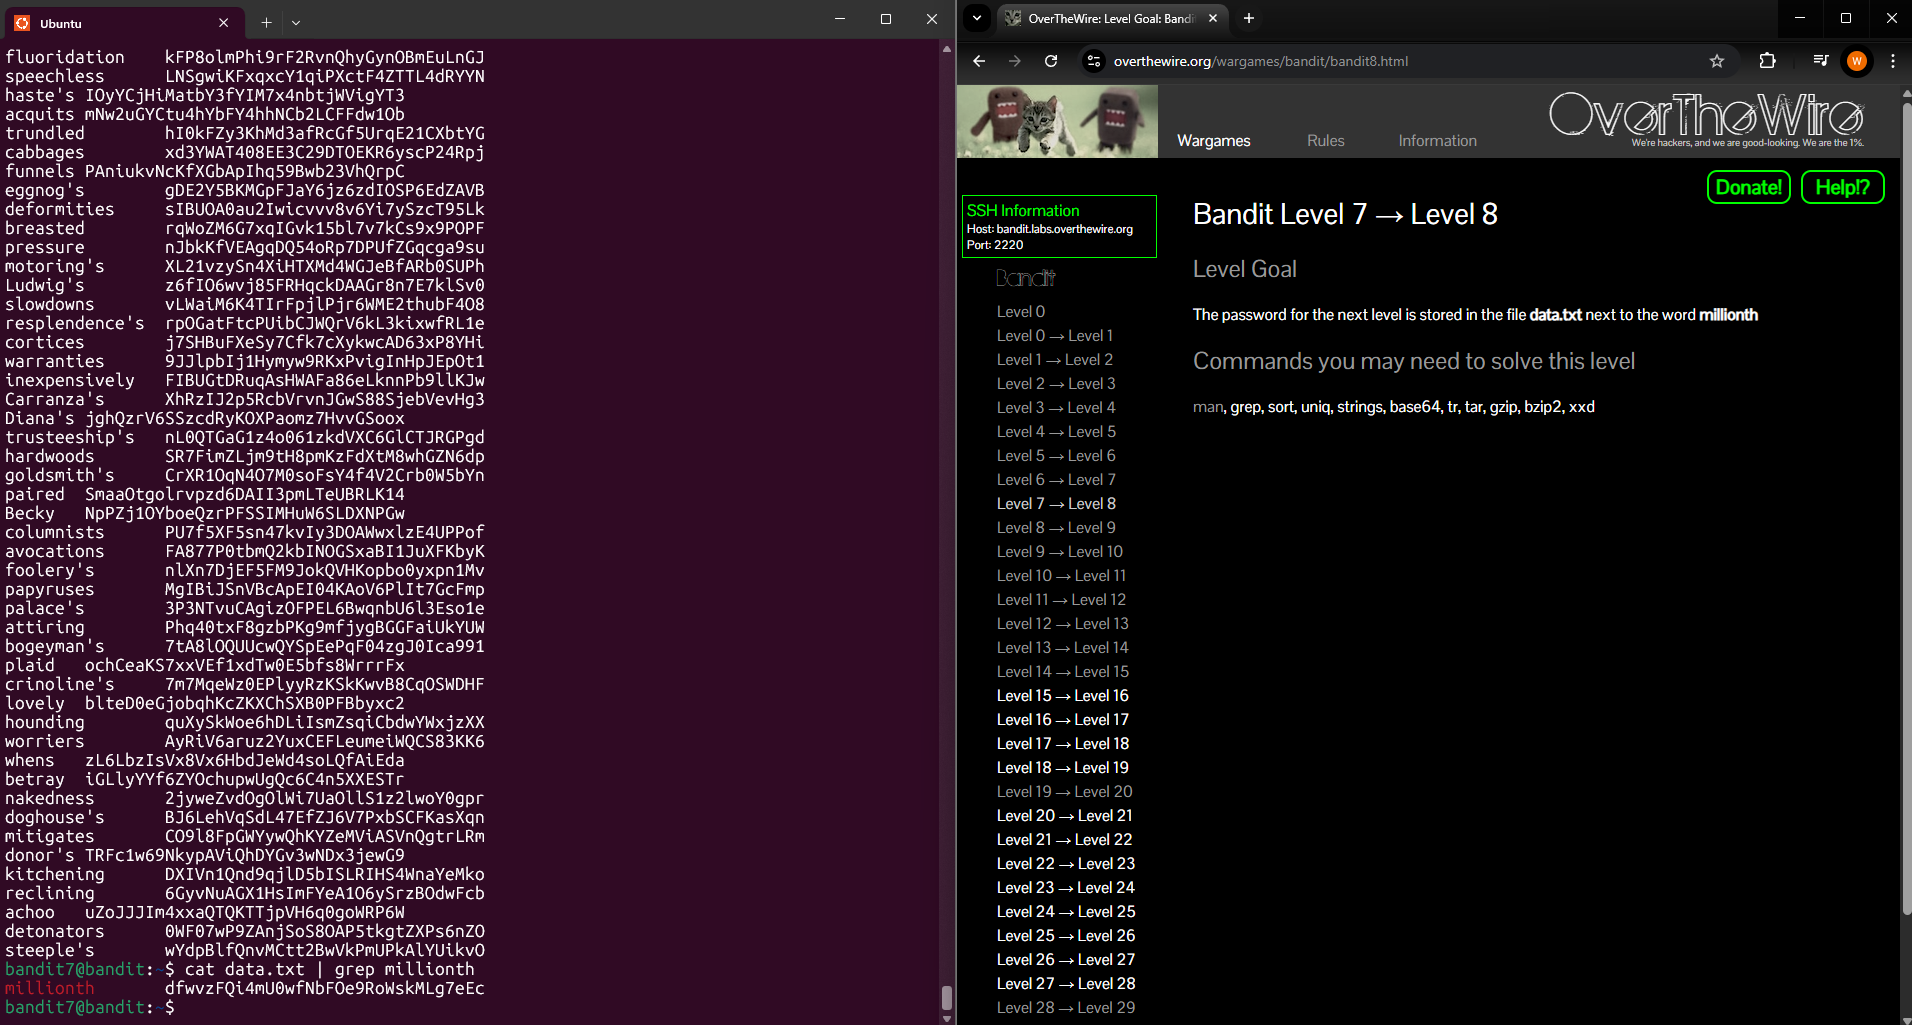 Ubuntu
fluoridation kFP8olmPhi9rF2RvnQhyGynOBmEuLnGJ
speechless LNSgwiKFxqxcY1qiPXctF4ZTTL4dRYYN
haste's IOyYCjHiMatbY3fYIM7x4nbtjWVigYT3
acquits mNw2uGYCtu4hYbFY4hhNCb2LCFFdw1Ob
trundled hI0kFZy3KhMd3afRcGf5UrqE21CXbtYG
cabbages xd3YWAT408EE3C29DTOEKR6yscP24Rpj
funnels PAniukvNcKfXGbApIhq59Bwb23VhQrpC
eggnog's gDE2Y5BKMGpFJaY6jz6zdIOSP6EdZAVB
deformities sIBUOA0au2Iwicvvv8v6Yi7ySzcT95Lk
breasted rqWoZM6G7xqIGvk15bl7v7kCs9x9POPF
pressure nJbkKfVEAgqDQ54oRp7DPUfZGqcga9su
motoring's XL21vzySn4XiHTXMd4WGJeBfARb0SUPh
Ludwig's z6fIO6wvj85FRHqckDAAGr8n7E7klSv0
slowdowns vLWaiM6K4TIrFpjlPjr6WME2thubF4O8
resplendence's rpOGatFtcPUibCJWQrV6kL3kixwfRL1e
cortices j7SHBuFXeSy7Cfk7cXykwcAD63xP8YHi
warranties 9JJlpbIj1Hymyw9RKxPvigInHpJEpOt1
inexpensively FIBUGtDRuqAsHWAFa86eLknnPb9llKJw
Carranza's XhRzIJ2p5RcbVrvnJGwS88SjebVevHg3
Diana's jghQzrV6SSzcdRyKOXPaomz7HvvGSoox
trusteeship's nL0QTGaG1z4o061zkdVXC6GlCTJRGPgd
hardwoods SR7FimZLjm9tH8pmKzFdXtM8whGZN6dp
goldsmith's CrXR1OqN4O7M0soFsY4f4V2Crb0W5bYn
paired SmaaOtgolrvpzd6DAII3pmLTeUBRLK14
Becky NpPZj1OYboeQzrPFSSIMHuW6SLDXNPGw
columnists PU7f5XF5sn47kvIy3DOAWwxlzE4UPPof
avocations FA877P0tbmQ2kbINOGSxaBI1JuXFKbyK
foolery's nlXn7DjEF5FM9JokQVHKopbo0yxpn1Mv
papyruses MgIBiJSnVBcApEI04KAoV6PlIt7GcFmp
palace's 3P3NTvuCAgizOFPEL6BwqnbU6l3Eso1e
attiring Phq40txF8gzbPKg9mfjygBGGFaiUkYUW
bogeyman's 7tA8lOQUUcwQYSpEePqF04zgJ0Ica991
plaid ochCeaKS7xxVEf1xdTw0E5bfs8WrrrFx
crinoline's 7m7MqeWz0EPlyyRzKSkKwvB8CqOSWDHF
lovely blteD0eGjobqhKcZKXChSXB0PFBbyxc2
hounding quXySkWoe6hDLiIsmZsqiCbdwYWxjzXX
worriers AyRiV6aruz2YuxCEFLeumeiWQCS83KK6
whens zL6LbzIsVx8Vx6HbdJeWd4soLQfAiEda
betray iGLlyYYf6ZYOchupwUgQc6C4n5XXESTr
nakedness 2jyweZvdOgOlWi7UaOllS1z2lwoY0gpr
doghouse's BJ6LehVqSdL47EfZJ6V7PxbSCFKasXqn
mitigates CO9l8FpGWYywQhKYZeMViASVnQgtrLRm
donor's TRFc1w69NkypAViQhDYGv3wNDx3jewG9
kitchening DXIVn1Qnd9qjlD5bISLRIHS4WnaYeMko
reclining 6GyvNuAGX1HsImFYeA1O6ySrzBOdwFcb
achoo uZoJJJIm4xxaQTQKTTjpVH6q0goWRP6W
detonators 0WF07wP9ZAnjSoS8OAP5tkgtZXPs6nZO
steeple's wYdpBlfQnvMCtt2BwVkPmUPkAlYUikvO
bandit7@bandit:~$ cat data.txt | grep millionth
millionth dfwvzFQi4mU0wfNbFOe9RoWskMLg7eEc
bandit7@bandit:~$
OverTheWire: Level Goal: Bandi
overthewire.org/wargames/bandit/bandit8.html
W
Wargames
Rules
Information
OverTheWire
We're hackers, and we are good-looking. We are the 1%.
Donate!
Help!?
SSH Information
Host: bandit.labs.overthewire.org
Port: 2220
Bandit
Level 0
Level 0 → Level 1
Level 1 → Level 2
Level 2 → Level 3
Level 3 → Level 4
Level 4 → Level 5
Level 5 → Level 6
Level 6 → Level 7
Level 7 → Level 8
Level 8 → Level 9
Level 9 → Level 10
Level 10 → Level 11
Level 11 → Level 12
Level 12 → Level 13
Level 13 → Level 14
Level 14 → Level 15
Level 15 → Level 16
Level 16 → Level 17
Level 17 → Level 18
Level 18 → Level 19
Level 19 → Level 20
Level 20 → Level 21
Level 21 → Level 22
Level 22 → Level 23
Level 23 → Level 24
Level 24 → Level 25
Level 25 → Level 26
Level 26 → Level 27
Level 27 → Level 28
Level 28 → Level 29
Bandit Level 7 → Level 8
Level Goal
The password for the next level is stored in the file data.txt next to the word millionth
Commands you may need to solve this level
man, grep, sort, uniq, strings, base64, tr, tar, gzip, bzip2, xxd